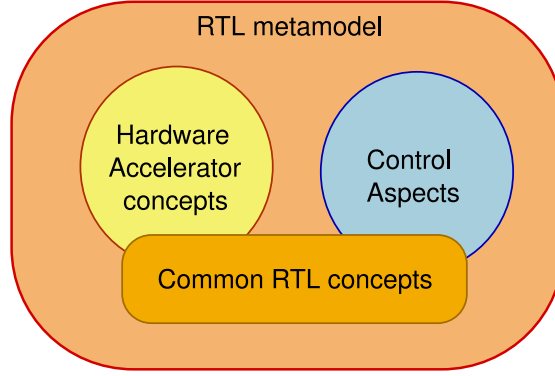 RTL metamodel
Hardware
Accelerator
concepts
Control
Aspects
Common RTL concepts